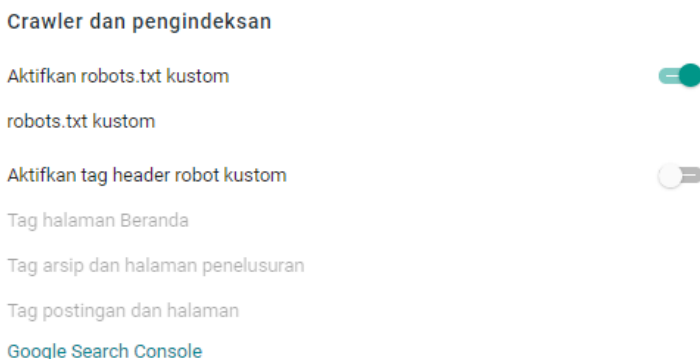 Crawler dan pengindeksan
Aktifkan robots.txt kustom
robots.txt kustom
Aktifkan tag header robot kustom
Tag halaman Beranda
Tag arsip dan halaman penelusuran
Tag postingan dan halaman
Google Search Console